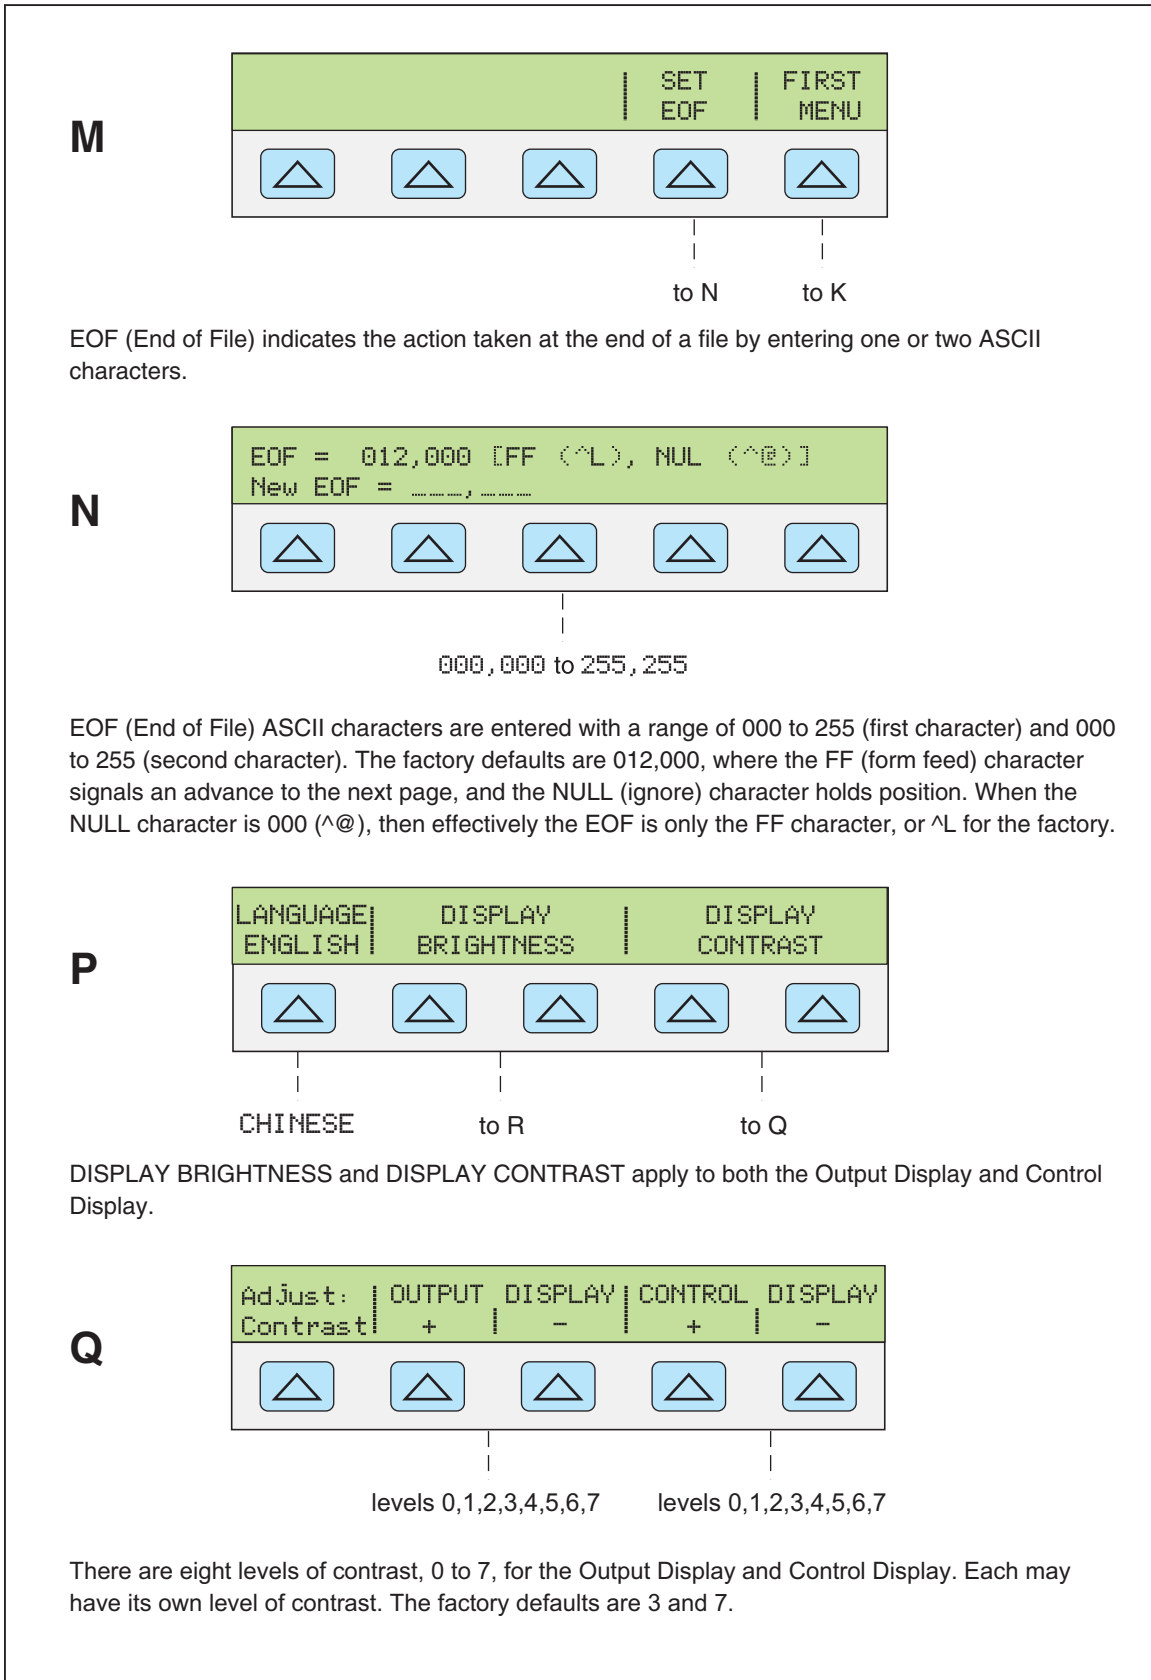 M
SET FIRST
EOF MENU
to N to K
EOF (End of File) indicates the action taken at the end of a file by entering one or two ASCII
characters.
N
EOF = 012,000 [FF (^L), NUL (^@)]
New EOF = ___,___
000,000 to 255,255
EOF (End of File) ASCII characters are entered with a range of 000 to 255 (first character) and 000
to 255 (second character). The factory defaults are 012,000, where the FF (form feed) character
signals an advance to the next page, and the NULL (ignore) character holds position. When the
NULL character is 000 (^@), then effectively the EOF is only the FF character, or ^L for the factory.
P
LANGUAGE DISPLAY DISPLAY
ENGLISH BRIGHTNESS CONTRAST
CHINESE to R to Q
DISPLAY BRIGHTNESS and DISPLAY CONTRAST apply to both the Output Display and Control
Display.
Q
Adjust: OUTPUT DISPLAY CONTROL DISPLAY
Contrast + - + -
levels 0,1,2,3,4,5,6,7 levels 0,1,2,3,4,5,6,7
There are eight levels of contrast, 0 to 7, for the Output Display and Control Display. Each may
have its own level of contrast. The factory defaults are 3 and 7.